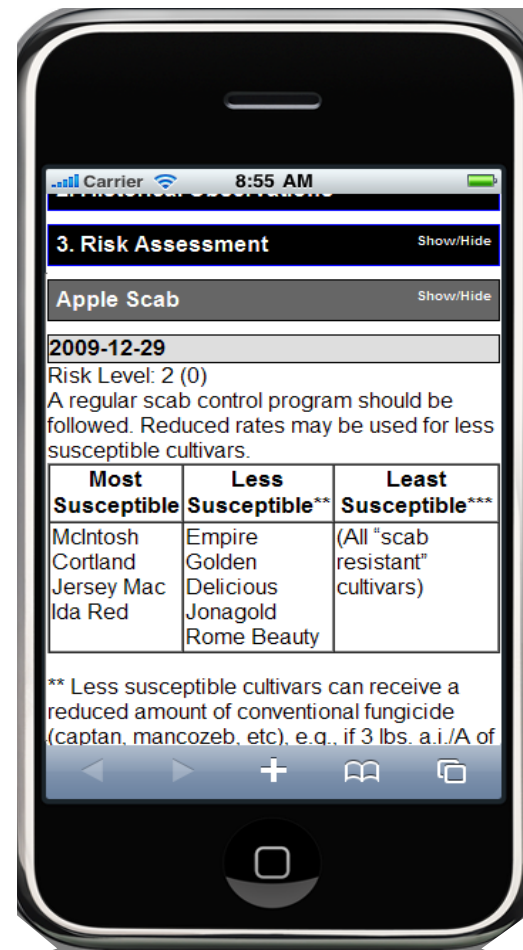 Carrier 8:55 AM
2. Historical Observations
3. Risk Assessment Show/Hide
Apple Scab Show/Hide
2009-12-29
Risk Level: 2 (0)
A regular scab control program should be
followed. Reduced rates may be used for less
susceptible cultivars.
Most Less Least
Susceptible Susceptible** Susceptible***
McIntosh Empire (All “scab
Cortland Golden resistant”
Jersey Mac Delicious cultivars)
Ida Red Jonagold
Rome Beauty
** Less susceptible cultivars can receive a
reduced amount of conventional fungicide
(captan, mancozeb, etc), e.g., if 3 lbs. a.i./A of